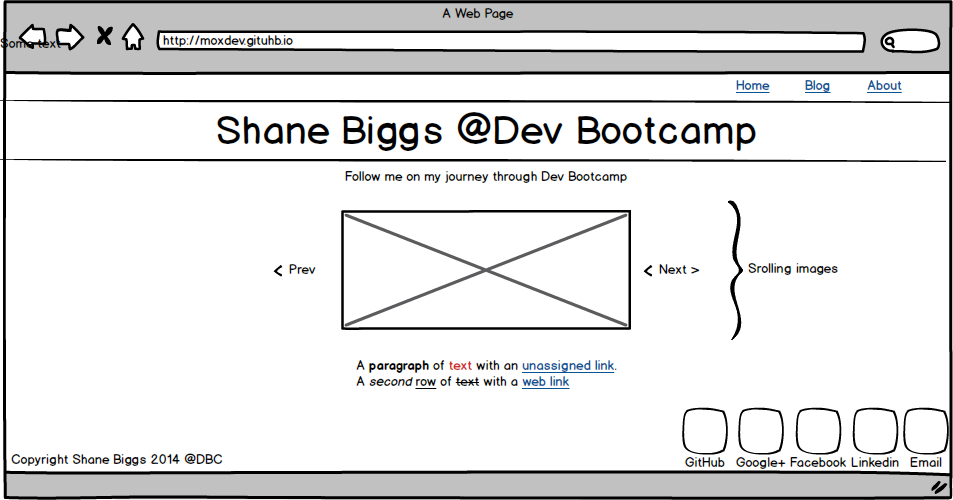 A Web Page
Some text
http://moxdev.gituhb.io
Home Blog About
Shane Biggs @Dev Bootcamp
Follow me on my journey through Dev Bootcamp
< Prev
< Next >
Srolling images
A paragraph of text with an unassigned link.
A second row of text with a web link
GitHub Google+ Facebook Linkedin Email
Copyright Shane Biggs 2014 @DBC